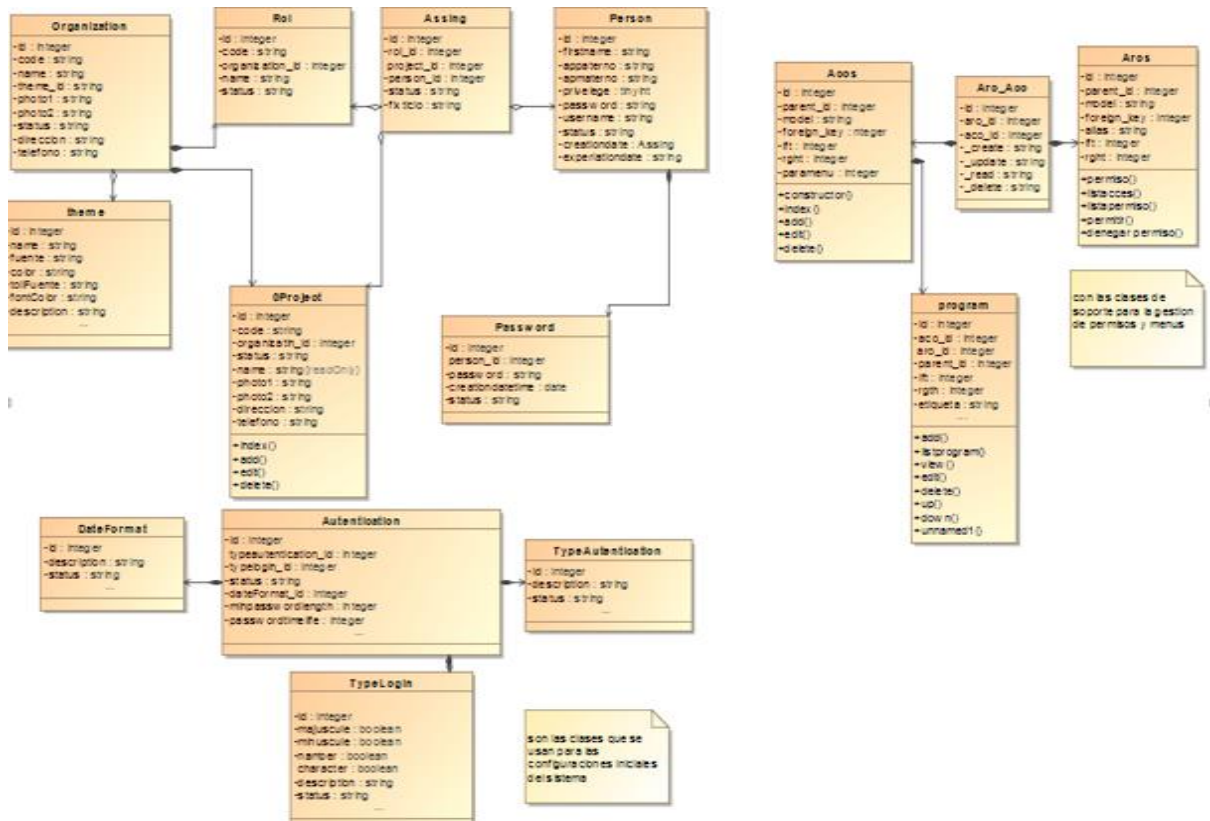 Organization
-id : integer
-code : string
-name : string
-theme_id : string
-photo1 : string
-photo2 : string
-status : string
-direccion : string
-telefono : string
Rol
-id : integer
-code : string
-organization_id : integer
-name : string
-status : string
Assing
-id : integer
-rol_id : integer
project_id : integer
-person_id : integer
-status : string
-fixticio : string
Person
-id : integer
-firstname : string
-appaterno : string
-apmaterno : string
-privelege : tinyint
-password : string
-username : string
-status : string
-creationdate : Assing
-experiationdate : string
Acos
-id : integer
-parent_id : integer
-model : string
-foreign_key : nteger
-lft : integer
-rght : integer
-paramenu : integer
+constructor()
+index()
+add()
+edit()
+delete()
Aro_Aco
-id : integer
-aro_id : integer
-aco_id : integer
-_create : string
-_update : string
-_read : string
-_delete : string
Aros
-id : integer
-parent_id : integer
-model : string
-foreign_key : integer
-alias : string
-lft : integer
-rght : integer
+permiso()
+listacces()
+listapermiso()
+permitir()
+denegar permiso()
theme
-id : integer
-name : string
-fuente : string
-color : string
-fontColor : string
-description : string
...
0Project
-id : integer
-code : string
-organizatin_id : integer
-status : string
-name : string{readOnly}
-photo1 : string
-photo2 : string
-direccion : string
-telefono : string
+index()
+add()
+edit()
+delete()
Password
-id : integer
person_id : integer
-password : string
-creationdatetime : date
-status : string
program
-id : integer
-aco_id : integer
aro_id : integer
-parent_id : integer
-lft : integer
-rgth : integer
-etiqueta : string
...
+add()
+listprogram()
+view()
+edit()
+delete()
+up()
+down()
+unnamed1()
con las clases de
soporte para la gestion
de permisos y menus
DateFormat
-id : integer
-description : string
-status : string
...
Autentication
-id : integer
typeautentication_id : integer
-typelogin_id : integer
-status : string
-dateFormat_id : integer
-minpasswordlength : integer
-passwordtimelife : integer
...
TypeAutentication
-id : integer
-description : string
-status : string
...
TypeLogin
-id : integer
-majuscule : boolean
-minuscule : boolean
-namber : boolean
character : boolean
-description : string
-status : string
...
son las clases que se
usan para las
configuraciones iniciales
del sistema